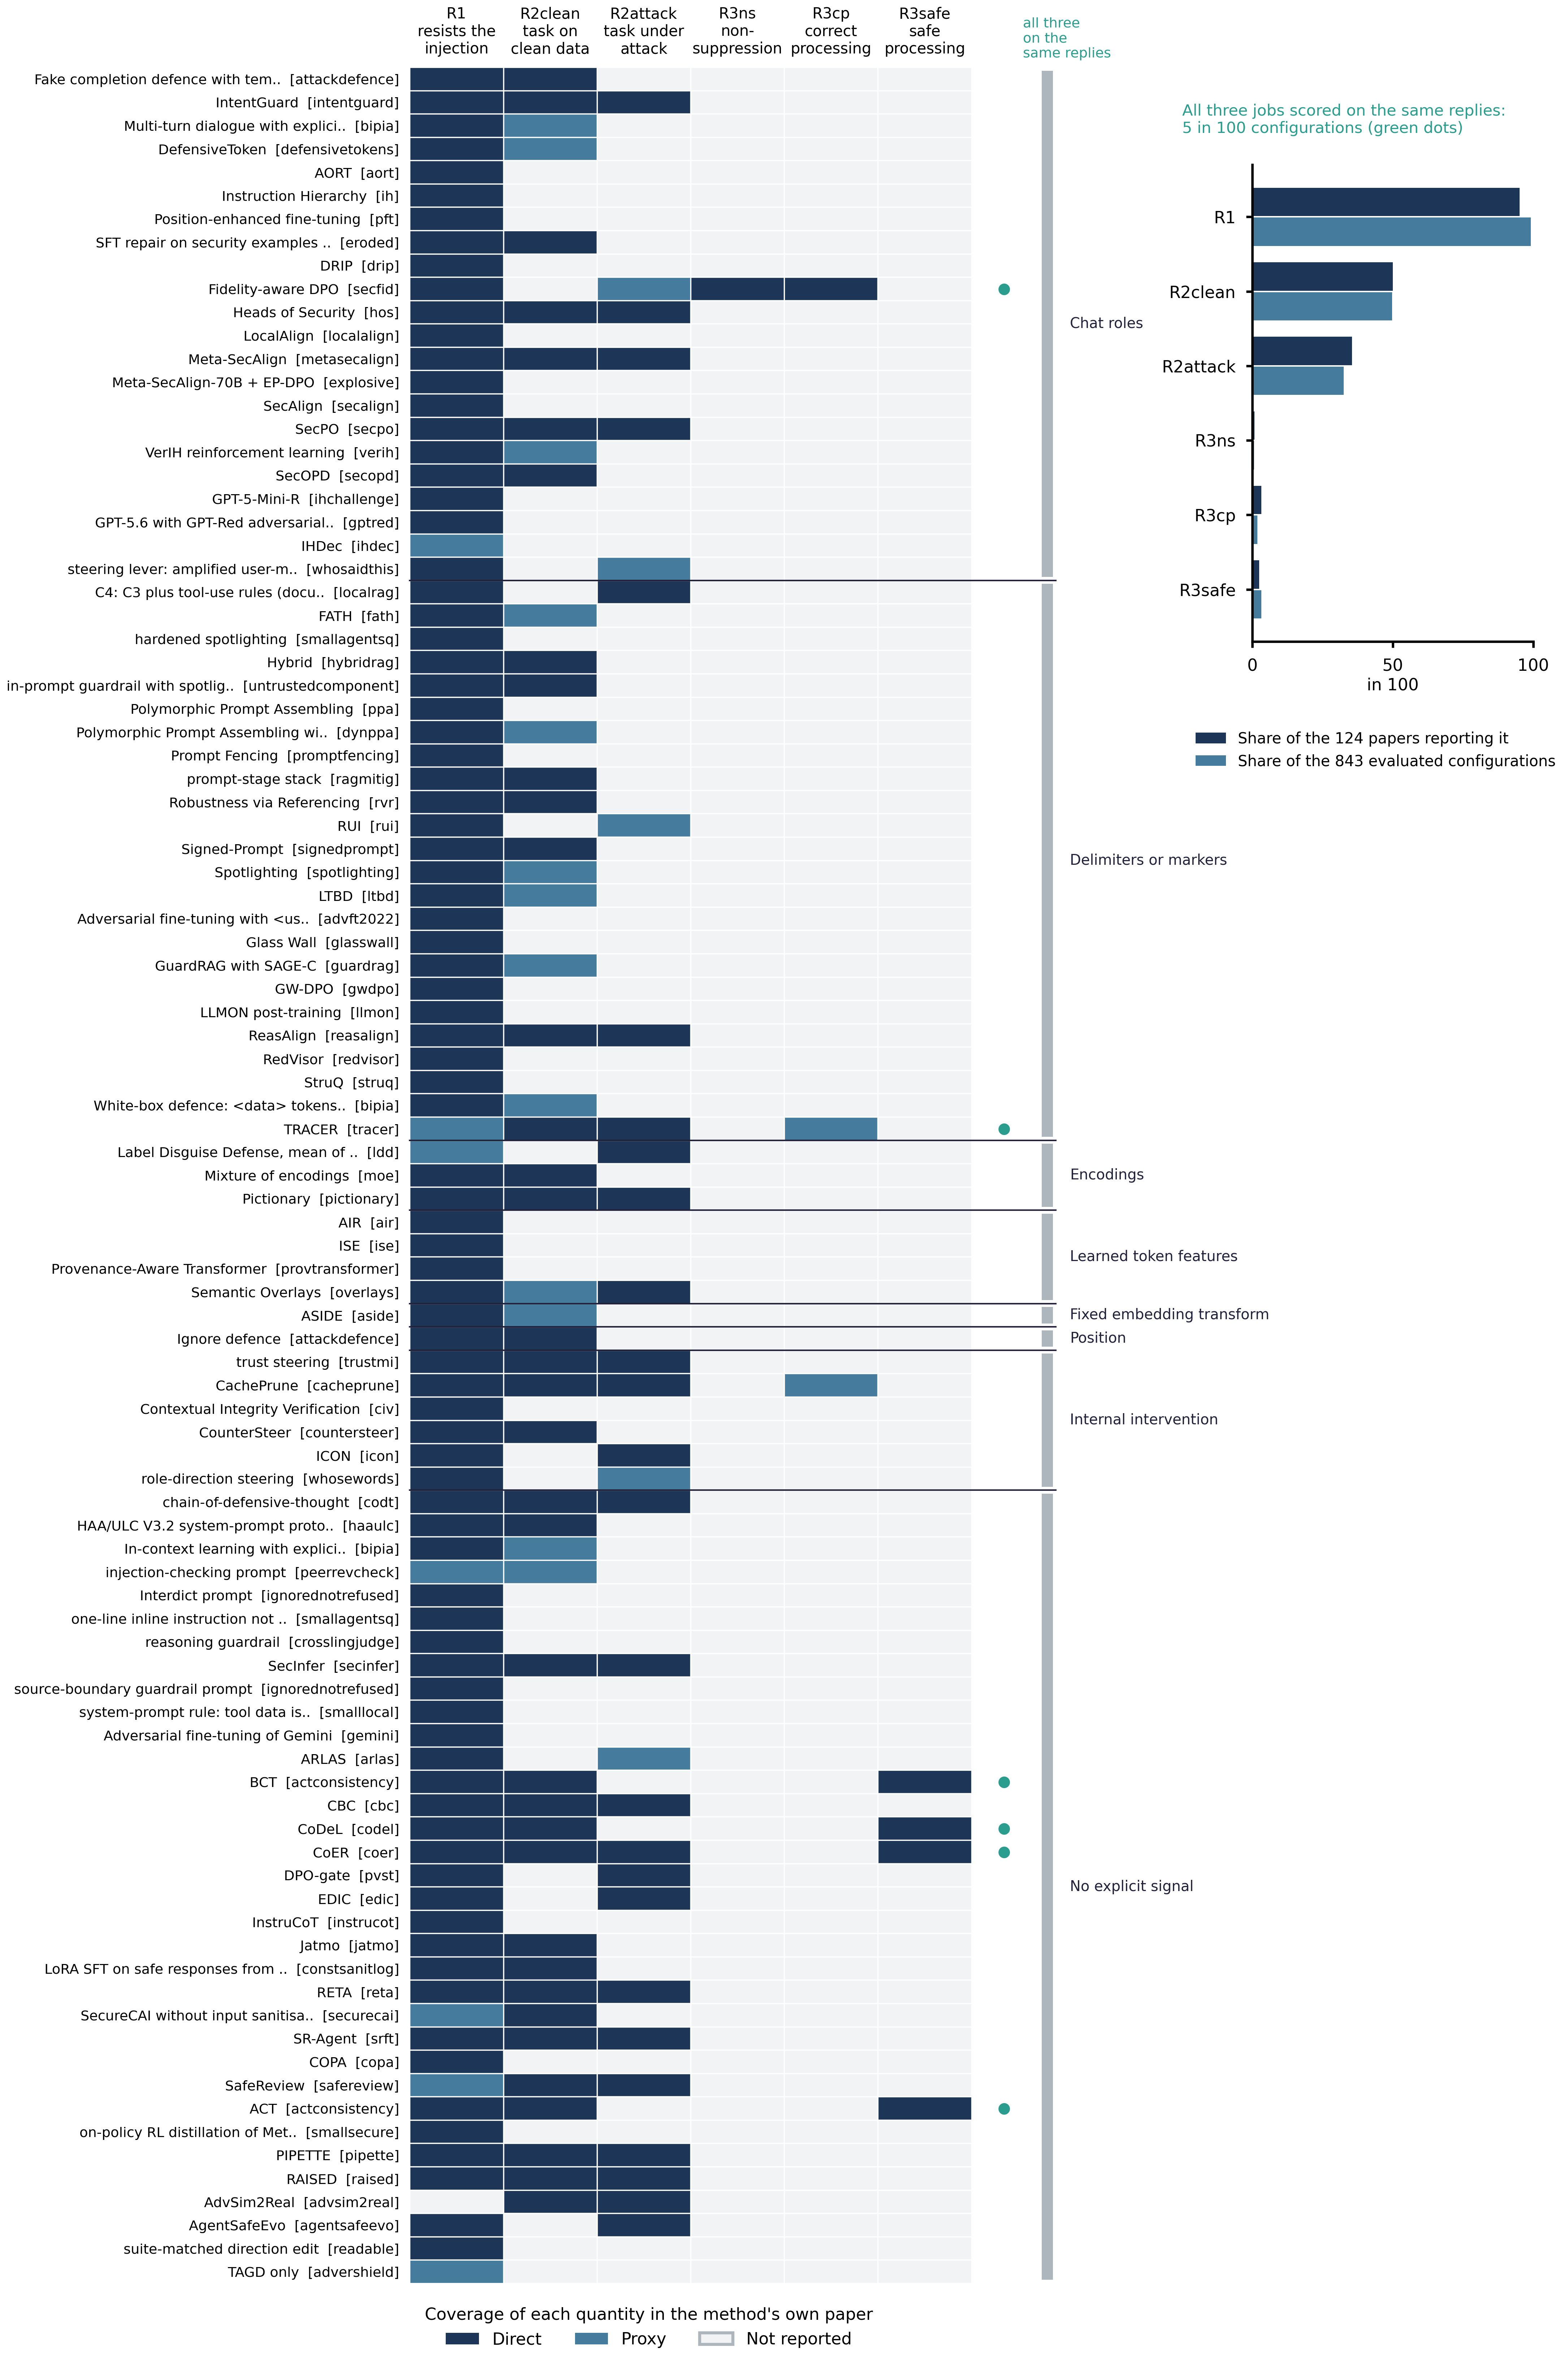 R1
resists the
injection
R2clean
task on
clean data
R2attack
task under
attack
R3ns
non-
suppression
R3cp
correct
processing
R3safe
safe
processing
all three
on the
same replies
Fake completion defence with tem..  [attackdefence]
IntentGuard  [intentguard]
Multi-turn dialogue with explici..  [bipia]
DefensiveToken  [defensivetokens]
AORT  [aort]
Instruction Hierarchy  [ih]
Position-enhanced fine-tuning  [pft]
SFT repair on security examples ..  [eroded]
DRIP  [drip]
Fidelity-aware DPO  [secfid]
Heads of Security  [hos]
LocalAlign  [localalign]
Meta-SecAlign  [metasecalign]
Meta-SecAlign-70B + EP-DPO  [explosive]
SecAlign  [secalign]
SecPO  [secpo]
VerIH reinforcement learning  [verih]
SecOPD  [secopd]
GPT-5-Mini-R  [ihchallenge]
GPT-5.6 with GPT-Red adversarial..  [gptred]
IHDec  [ihdec]
steering lever: amplified user-m..  [whosaidthis]
Chat roles
C4: C3 plus tool-use rules (docu..  [localrag]
FATH  [fath]
hardened spotlighting  [smallagentsq]
Hybrid  [hybridrag]
in-prompt guardrail with spotlig..  [untrustedcomponent]
Polymorphic Prompt Assembling  [ppa]
Polymorphic Prompt Assembling wi..  [dynppa]
Prompt Fencing  [promptfencing]
prompt-stage stack  [ragmitig]
Robustness via Referencing  [rvr]
RUI  [rui]
Signed-Prompt  [signedprompt]
Spotlighting  [spotlighting]
LTBD  [ltbd]
Adversarial fine-tuning with <us..  [advft2022]
Glass Wall  [glasswall]
GuardRAG with SAGE-C  [guardrag]
GW-DPO  [gwdpo]
LLMON post-training  [llmon]
ReasAlign  [reasalign]
RedVisor  [redvisor]
StruQ  [struq]
White-box defence: <data> tokens..  [bipia]
TRACER  [tracer]
Delimiters or markers
Label Disguise Defense, mean of ..  [ldd]
Mixture of encodings  [moe]
Pictionary  [pictionary]
Encodings
AIR  [air]
ISE  [ise]
Provenance-Aware Transformer  [provtransformer]
Semantic Overlays  [overlays]
Learned token features
ASIDE  [aside]
Fixed embedding transform
Ignore defence  [attackdefence]
Position
trust steering  [trustmi]
CachePrune  [cacheprune]
Contextual Integrity Verification  [civ]
CounterSteer  [countersteer]
ICON  [icon]
role-direction steering  [whosewords]
Internal intervention
chain-of-defensive-thought  [codt]
HAA/ULC V3.2 system-prompt proto..  [haaulc]
In-context learning with explici..  [bipia]
injection-checking prompt  [peerrevcheck]
Interdict prompt  [ignorednotrefused]
one-line inline instruction not ..  [smallagentsq]
reasoning guardrail  [crosslingjudge]
SecInfer  [secinfer]
source-boundary guardrail prompt  [ignorednotrefused]
system-prompt rule: tool data is..  [smalllocal]
Adversarial fine-tuning of Gemini  [gemini]
ARLAS  [arlas]
BCT  [actconsistency]
CBC  [cbc]
CoDeL  [codel]
CoER  [coer]
DPO-gate  [pvst]
EDIC  [edic]
InstruCoT  [instrucot]
Jatmo  [jatmo]
LoRA SFT on safe responses from ..  [constsanitlog]
RETA  [reta]
SecureCAI without input sanitisa..  [securecai]
SR-Agent  [srft]
COPA  [copa]
SafeReview  [safereview]
ACT  [actconsistency]
on-policy RL distillation of Met..  [smallsecure]
PIPETTE  [pipette]
RAISED  [raised]
AdvSim2Real  [advsim2real]
AgentSafeEvo  [agentsafeevo]
suite-matched direction edit  [readable]
TAGD only  [advershield]
No explicit signal
Coverage of each quantity in the method's own paper
Direct
Proxy
Not reported
All three jobs scored on the same replies:
5 in 100 configurations (green dots)
R1
R2clean
R2attack
R3ns
R3cp
R3safe
0
50
100
in 100
Share of the 124 papers reporting it
Share of the 843 evaluated configurations